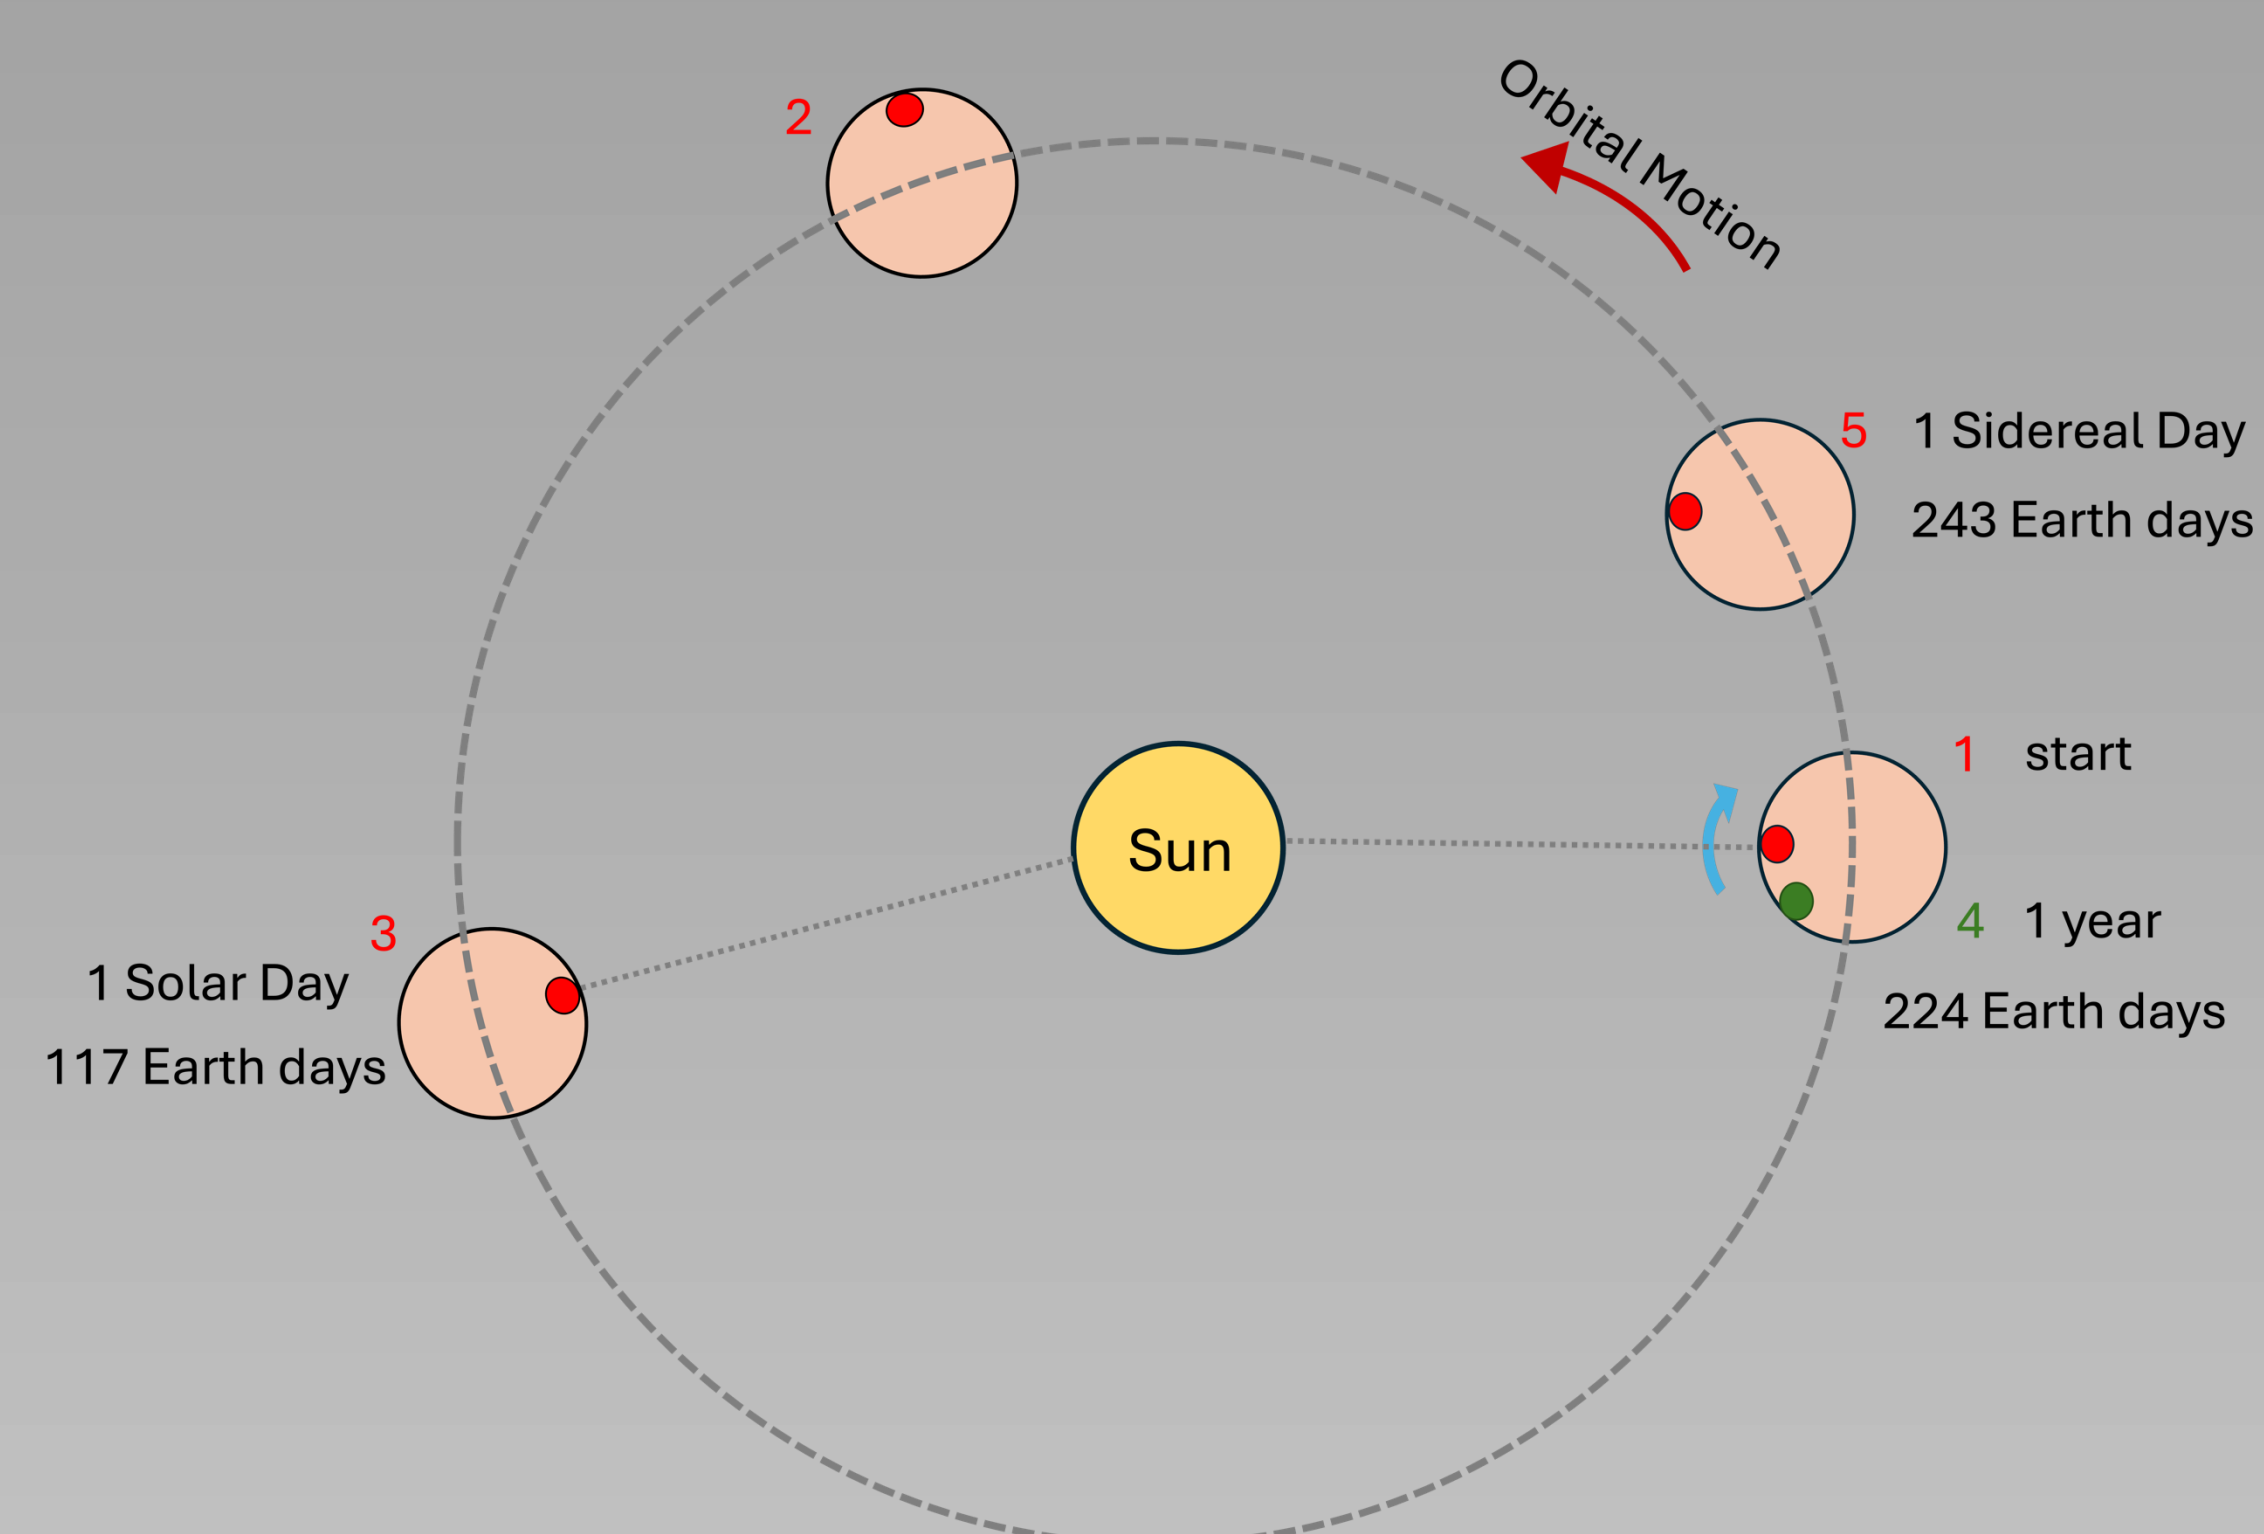 Orbital Motion
2
5 1 Sidereal Day
243 Earth days
1 start
Sun
3
1 Solar Day
117 Earth days
4 1 year
224 Earth days